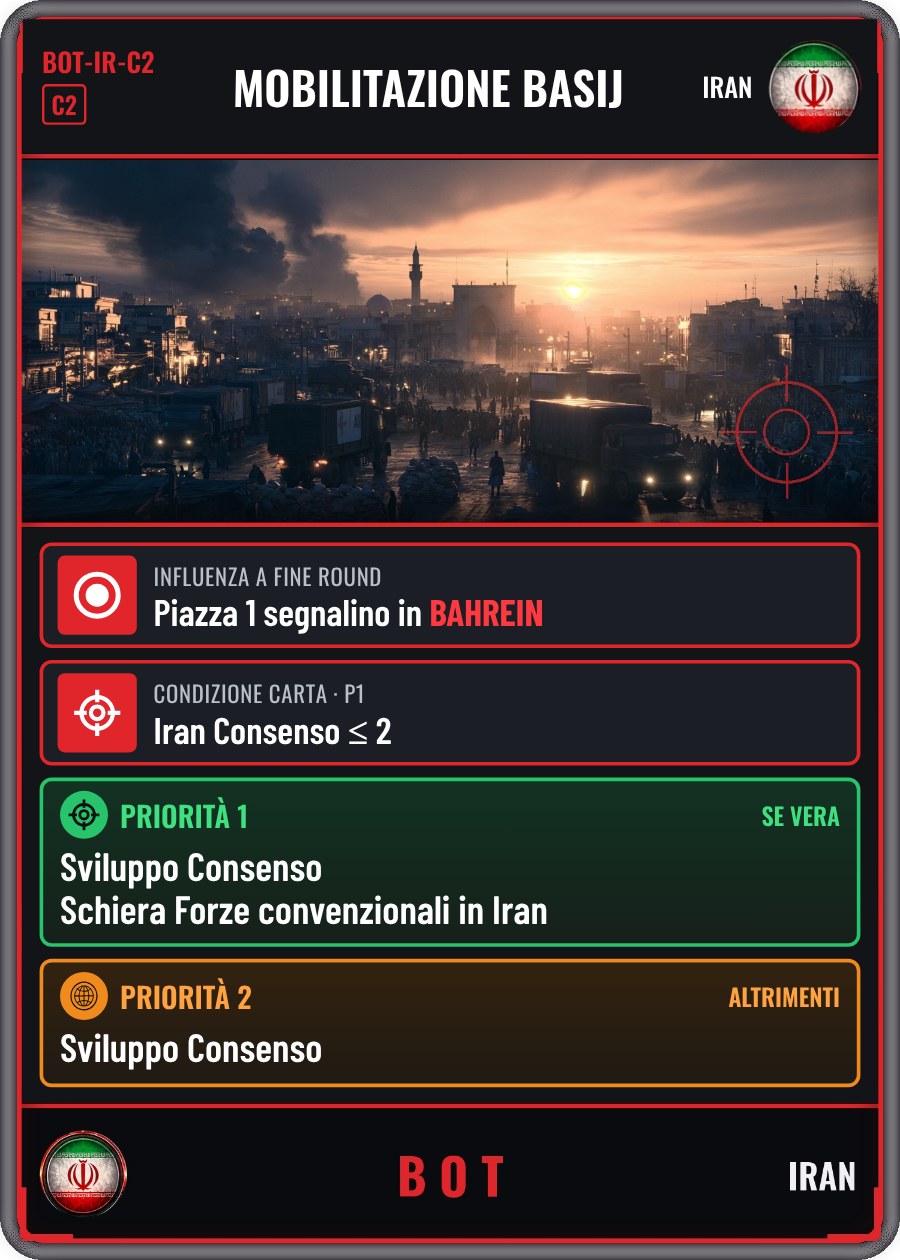 BOT-IR-C2
C2
MOBILITAZIONE BASIJ
IRAN
INFLUENZA A FINE ROUND
Piazza 1 segnalino in BAHREIN
CONDIZIONE CARTA · P1
Iran Consenso ≤ 2
PRIORITÀ 1
SE VERA
Sviluppo Consenso
Schiera Forze convenzionali in Iran
PRIORITÀ 2
ALTRIMENTI
Sviluppo Consenso
BOT
IRAN